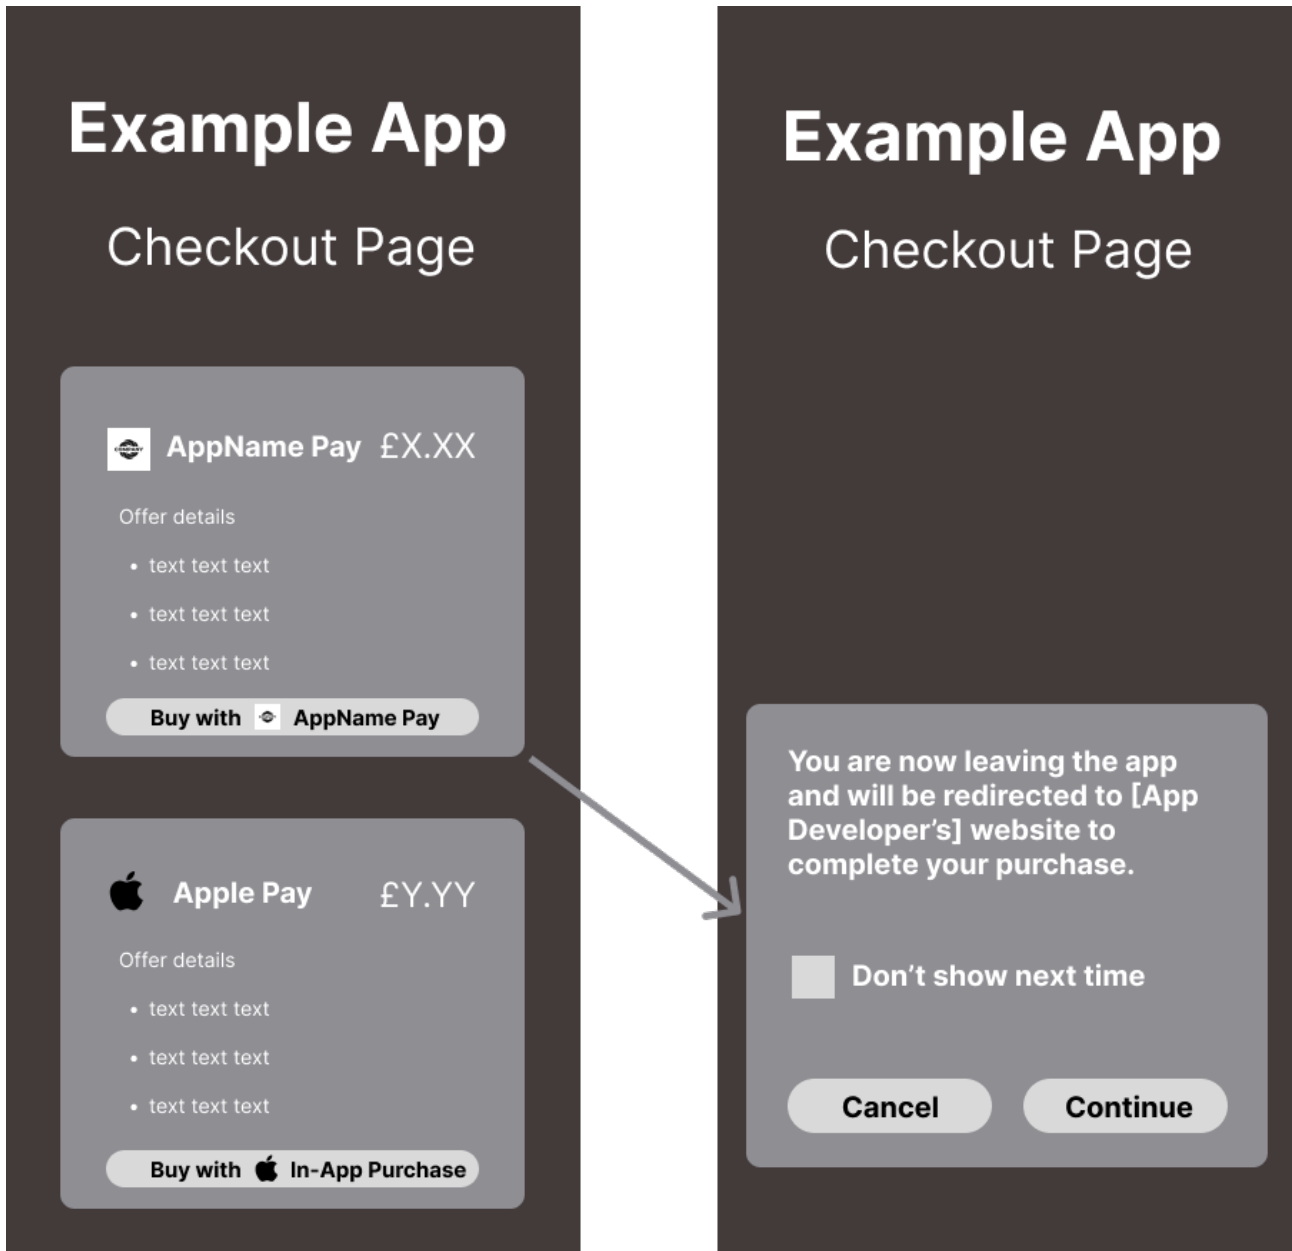 Example App
Checkout Page
AppName Pay £X.XX
Offer details
• text text text
• text text text
• text text text
Buy with AppName Pay
Apple Pay £Y.YY
Offer details
• text text text
• text text text
• text text text
Buy with In-App Purchase
Example App
Checkout Page
You are now leaving the app
and will be redirected to [App
Developer’s] website to
complete your purchase.
Don’t show next time
Cancel Continue